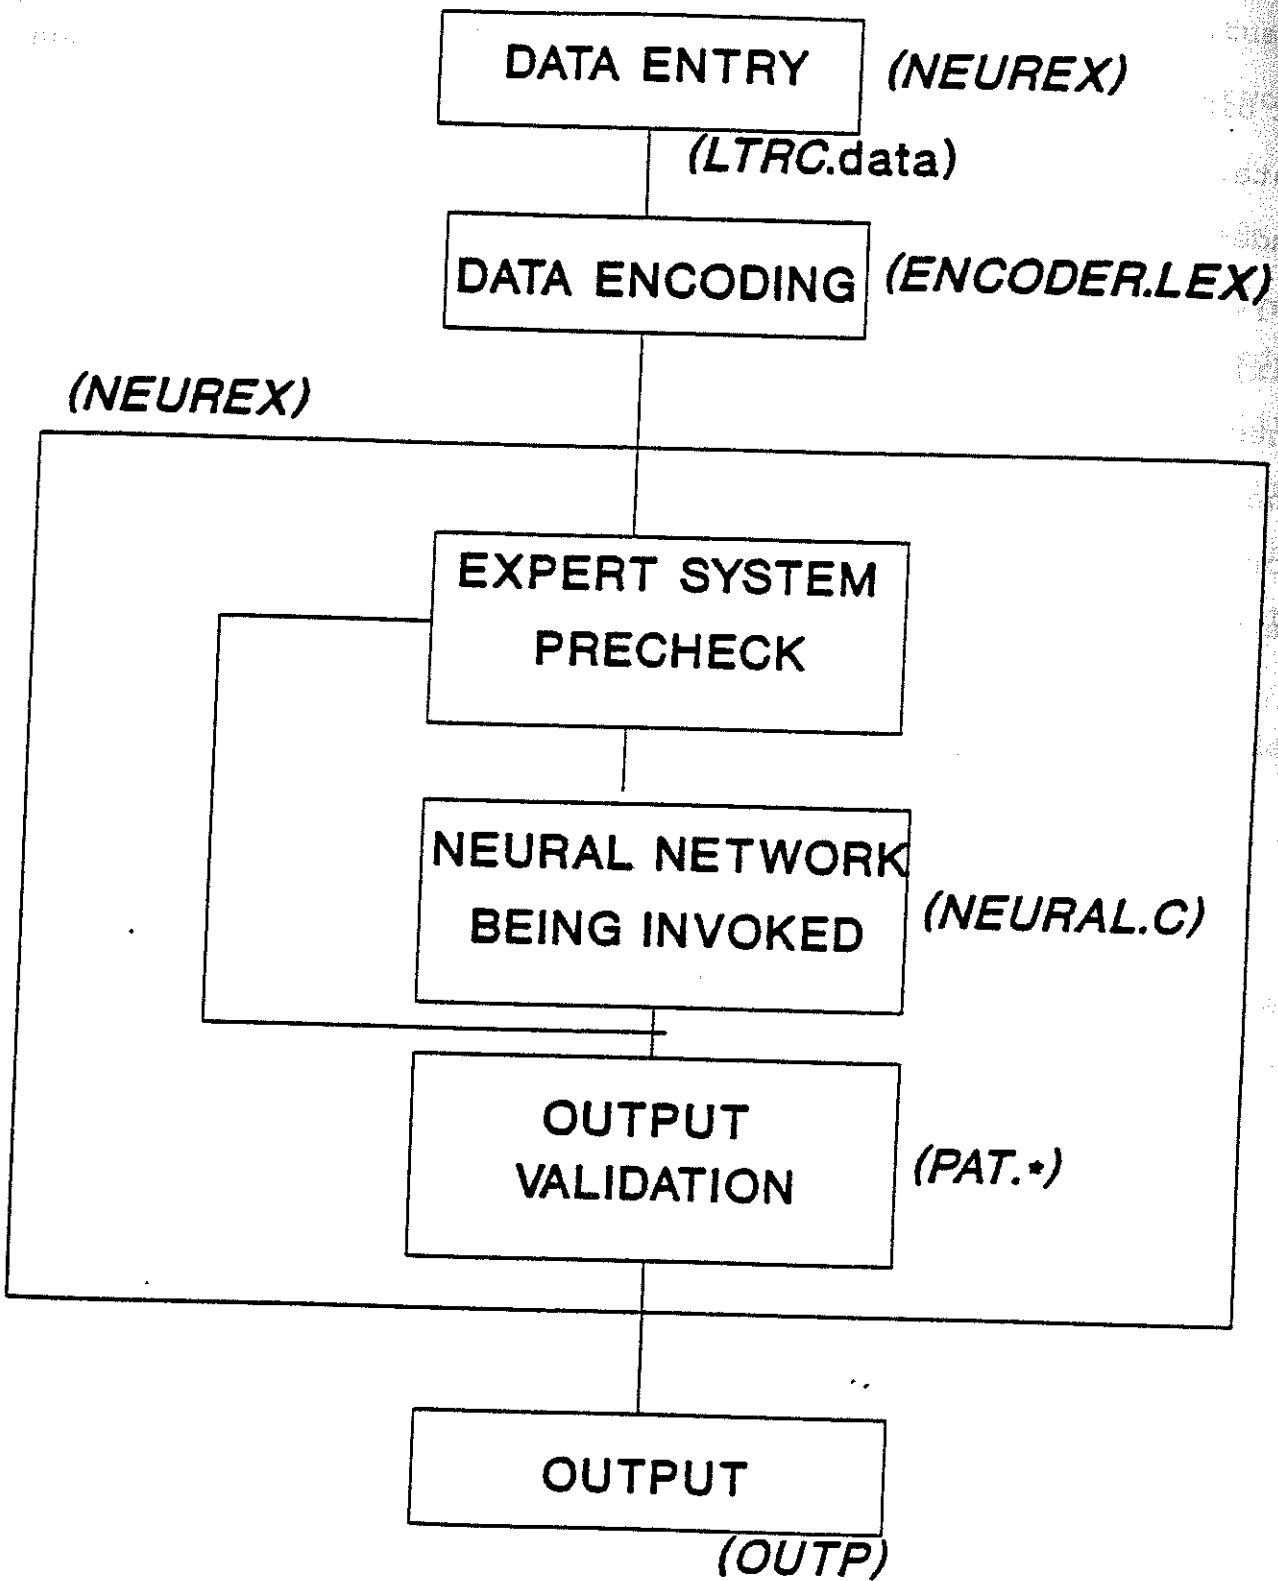 DATA ENTRY (NEUREX)
(LTRC.data)
DATA ENCODING (ENCODER.LEX)
(NEUREX)
EXPERT SYSTEM
PRECHECK
NEURAL NETWORK
BEING INVOKED (NEURAL.C)
OUTPUT
VALIDATION (PAT.*)
OUTPUT
(OUTP)